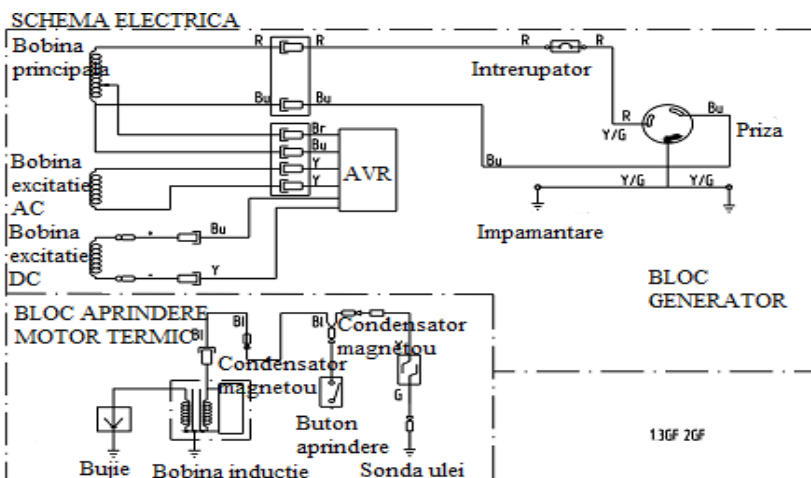 SCHEMA ELECTRICA
Bobina
principala
R
R
R
R
Intrerupator
Bu
Bu
R
Bu
Y/G
Priza
Br
Bu
Y
Y
AVR
Bu
Bobina
excitatie
AC
Y/G
Y/G
Impamantare
Bobina
excitatie
DC
Bu
Y
BLOC
GENERATOR
BLOC APRINDERE
MOTOR TERMIC
Bl
Bl
Bl
Condensator
magnetou
Condensator
magnetou
Y
G
Buton
aprindere
Bujie
Bobina inductie
Sonda ulei
13GF 2GF